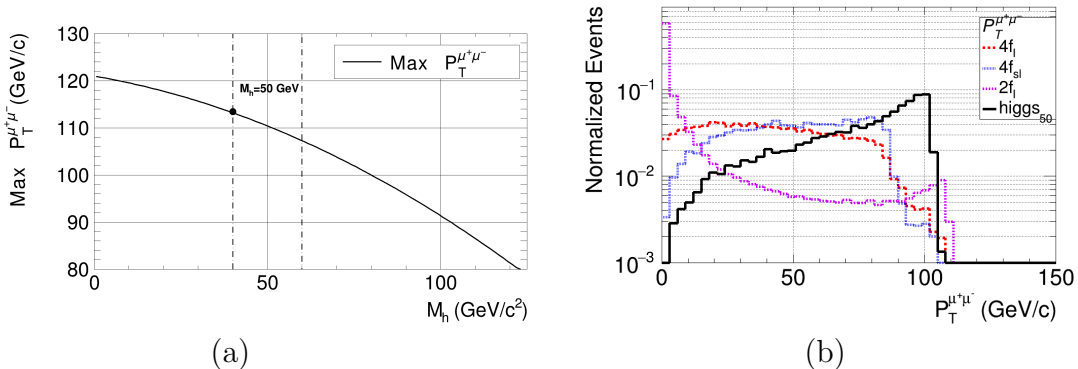 130
120
110
100
90
80
0
50
100
Max P_T^{μ+μ-} (GeV/c)
M_h (GeV/c²)
Max P_T^{μ+μ-}
M_h=50 GeV
(a)
Normalized Events
10⁻¹
10⁻²
10⁻³
0
50
100
150
P_T^{μ+μ-} (GeV/c)
P_T^{μ+μ-}
4f_l
4f_sl
2f_l
higgs_50
(b)